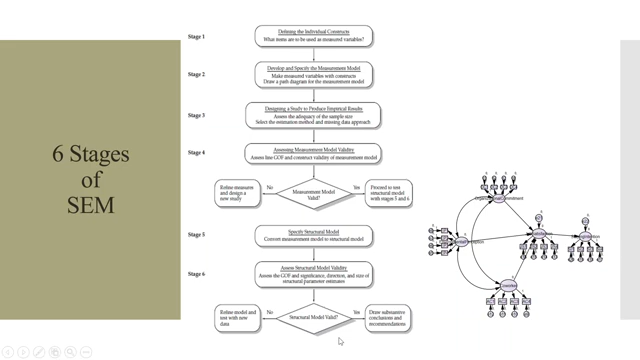 6 Stages
of
SEM
Stage 1
Defining the Individual Constructs
What items are to be used as measured variables?
Stage 2
Develop and Specify the Measurement Model
Make measured variables with constructs
Draw a path diagram for the measurement model
Stage 3
Designing a Study to Produce Empirical Results
Assess the adequacy of the sample size
Select the estimation method and missing data approach
Stage 4
Assessing Measurement Model Validity
Assess line GOF and construct validity of measurement model
Refine measures and design a new study
No
Measurement Model
Valid?
Yes
Proceed to test
structural model
with stages 5 and 6
Stage 5
Specify Structural Model
Convert measurement model to structural model
Stage 6
Assess Structural Model Validity
Assess the GOF and significance, direction, and size of
structural parameter estimates
Refine model and
test with new
data
No
Structural Model Valid?
Yes
Draw substantive
conclusions and
recommendations